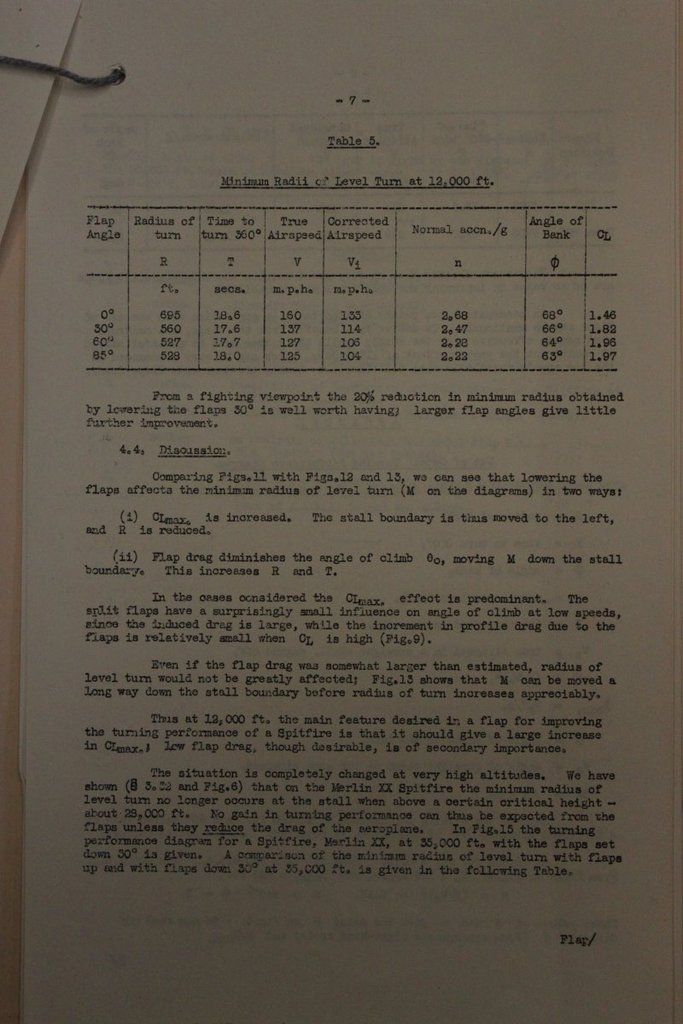 - 7 -
Table 5.
Minimum Radii of Level Turn at 12,000 ft.
Flap Angle | Radius of turn | Time to turn 360° | True Airspeed | Corrected Airspeed | Normal accn./g | Angle of Bank | CL
R | T | V | Vi | n | ϕ
ft. | secs. | m.p.h. | m.p.h.
0° | 695 | 18.6 | 160 | 133 | 2.68 | 68° | 1.46
30° | 560 | 17.6 | 137 | 114 | 2.47 | 66° | 1.82
60° | 527 | 17.7 | 127 | 106 | 2.28 | 64° | 1.96
85° | 528 | 18.0 | 125 | 104 | 2.22 | 63° | 1.97
From a fighting viewpoint the 20% reduction in minimum radius obtained
by lowering the flaps 30° is well worth having; larger flap angles give little
further improvement.
4.4. Discussion.
Comparing Figs.11 with Figs.12 and 13, we can see that lowering the
flaps affects the minimum radius of level turn (M on the diagrams) in two ways:
(i) CLmax. is increased. The stall boundary is thus moved to the left,
and R is reduced.
(ii) Flap drag diminishes the angle of climb θo, moving M down the stall
boundary. This increases R and T.
In the cases considered the CLmax. effect is predominant. The
split flaps have a surprisingly small influence on angle of climb at low speeds,
since the induced drag is large, while the increment in profile drag due to the
flaps is relatively small when CL is high (Fig.9).
Even if the flap drag was somewhat larger than estimated, radius of
level turn would not be greatly affected; Fig.13 shows that M can be moved a
long way down the stall boundary before radius of turn increases appreciably.
Thus at 12,000 ft. the main feature desired in a flap for improving
the turning performance of a Spitfire is that it should give a large increase
in CLmax.; low flap drag, though desirable, is of secondary importance.
The situation is completely changed at very high altitudes. We have
shown (§ 3.32 and Fig.6) that on the Merlin XX Spitfire the minimum radius of
level turn no longer occurs at the stall when above a certain critical height -
about 28,000 ft. No gain in turning performance can thus be expected from the
flaps unless they reduce the drag of the aeroplane. In Fig.15 the turning
performance diagram for a Spitfire, Merlin XX, at 35,000 ft. with the flaps set
down 30° is given. A comparison of the minimum radius of level turn with flaps
up and with flaps down 30° at 35,000 ft. is given in the following Table.
Flap/